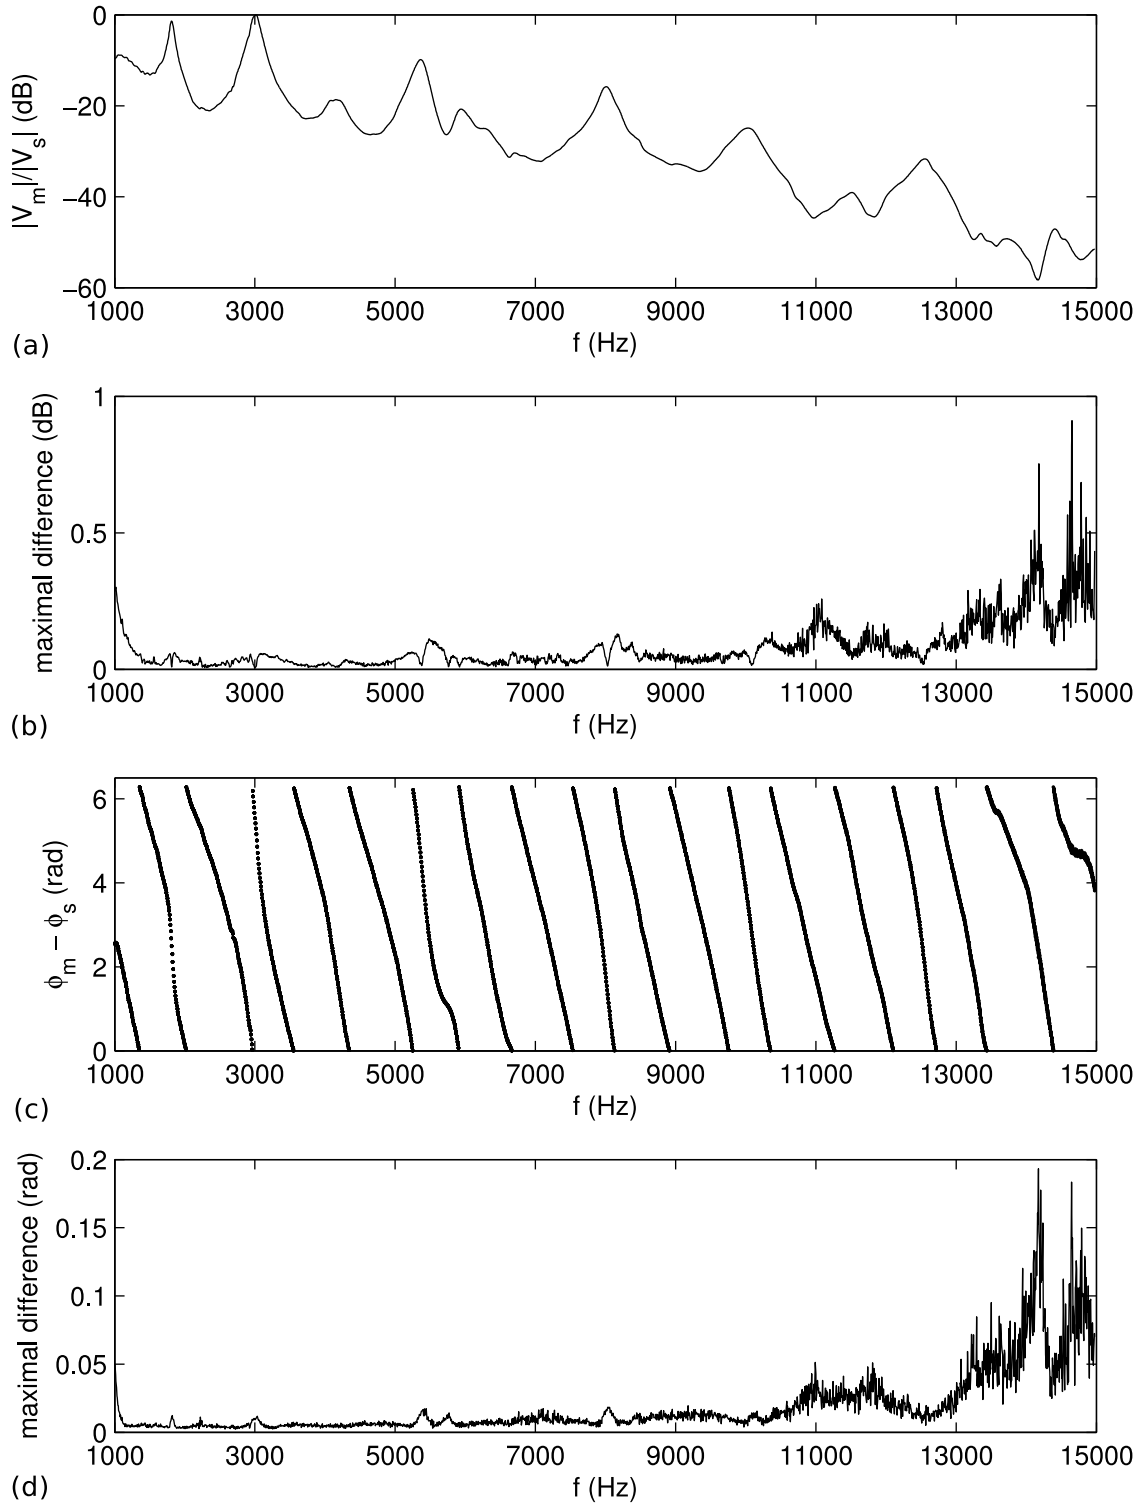 0
−20
−40
−60
|V_m|/|V_s| (dB)
1000 3000 5000 7000 9000 11000 13000 15000
f (Hz)
(a)
1
0.5
0
maximal difference (dB)
1000 3000 5000 7000 9000 11000 13000 15000
f (Hz)
(b)
6
4
2
0
ϕ_m − ϕ_s (rad)
1000 3000 5000 7000 9000 11000 13000 15000
f (Hz)
(c)
0.2
0.15
0.1
0.05
0
maximal difference (rad)
1000 3000 5000 7000 9000 11000 13000 15000
f (Hz)
(d)